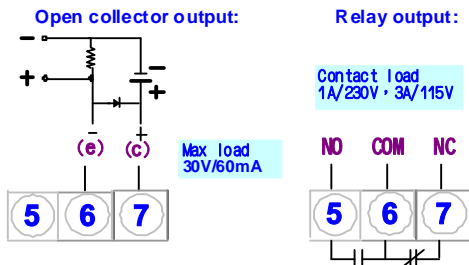 Open collector output:
−
+
−
+
−
+
(e)
(c)
Max load
30V/60mA
5
6
7
Relay output:
Contact load
1A/230V，3A/115V
NO
COM
NC
5
6
7